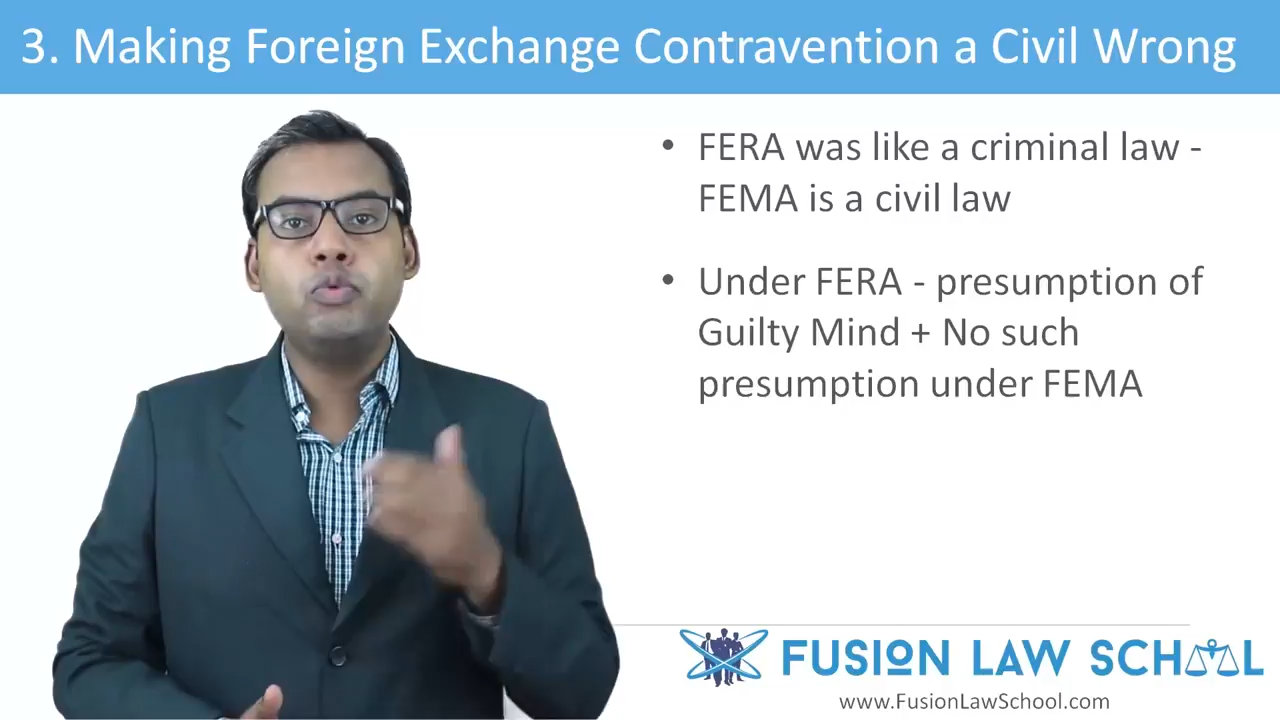 3. Making Foreign Exchange Contravention a Civil Wrong
• FERA was like a criminal law -
FEMA is a civil law
• Under FERA - presumption of
Guilty Mind + No such
presumption under FEMA
FUSION LAW SCHOOL
www.FusionLawSchool.com